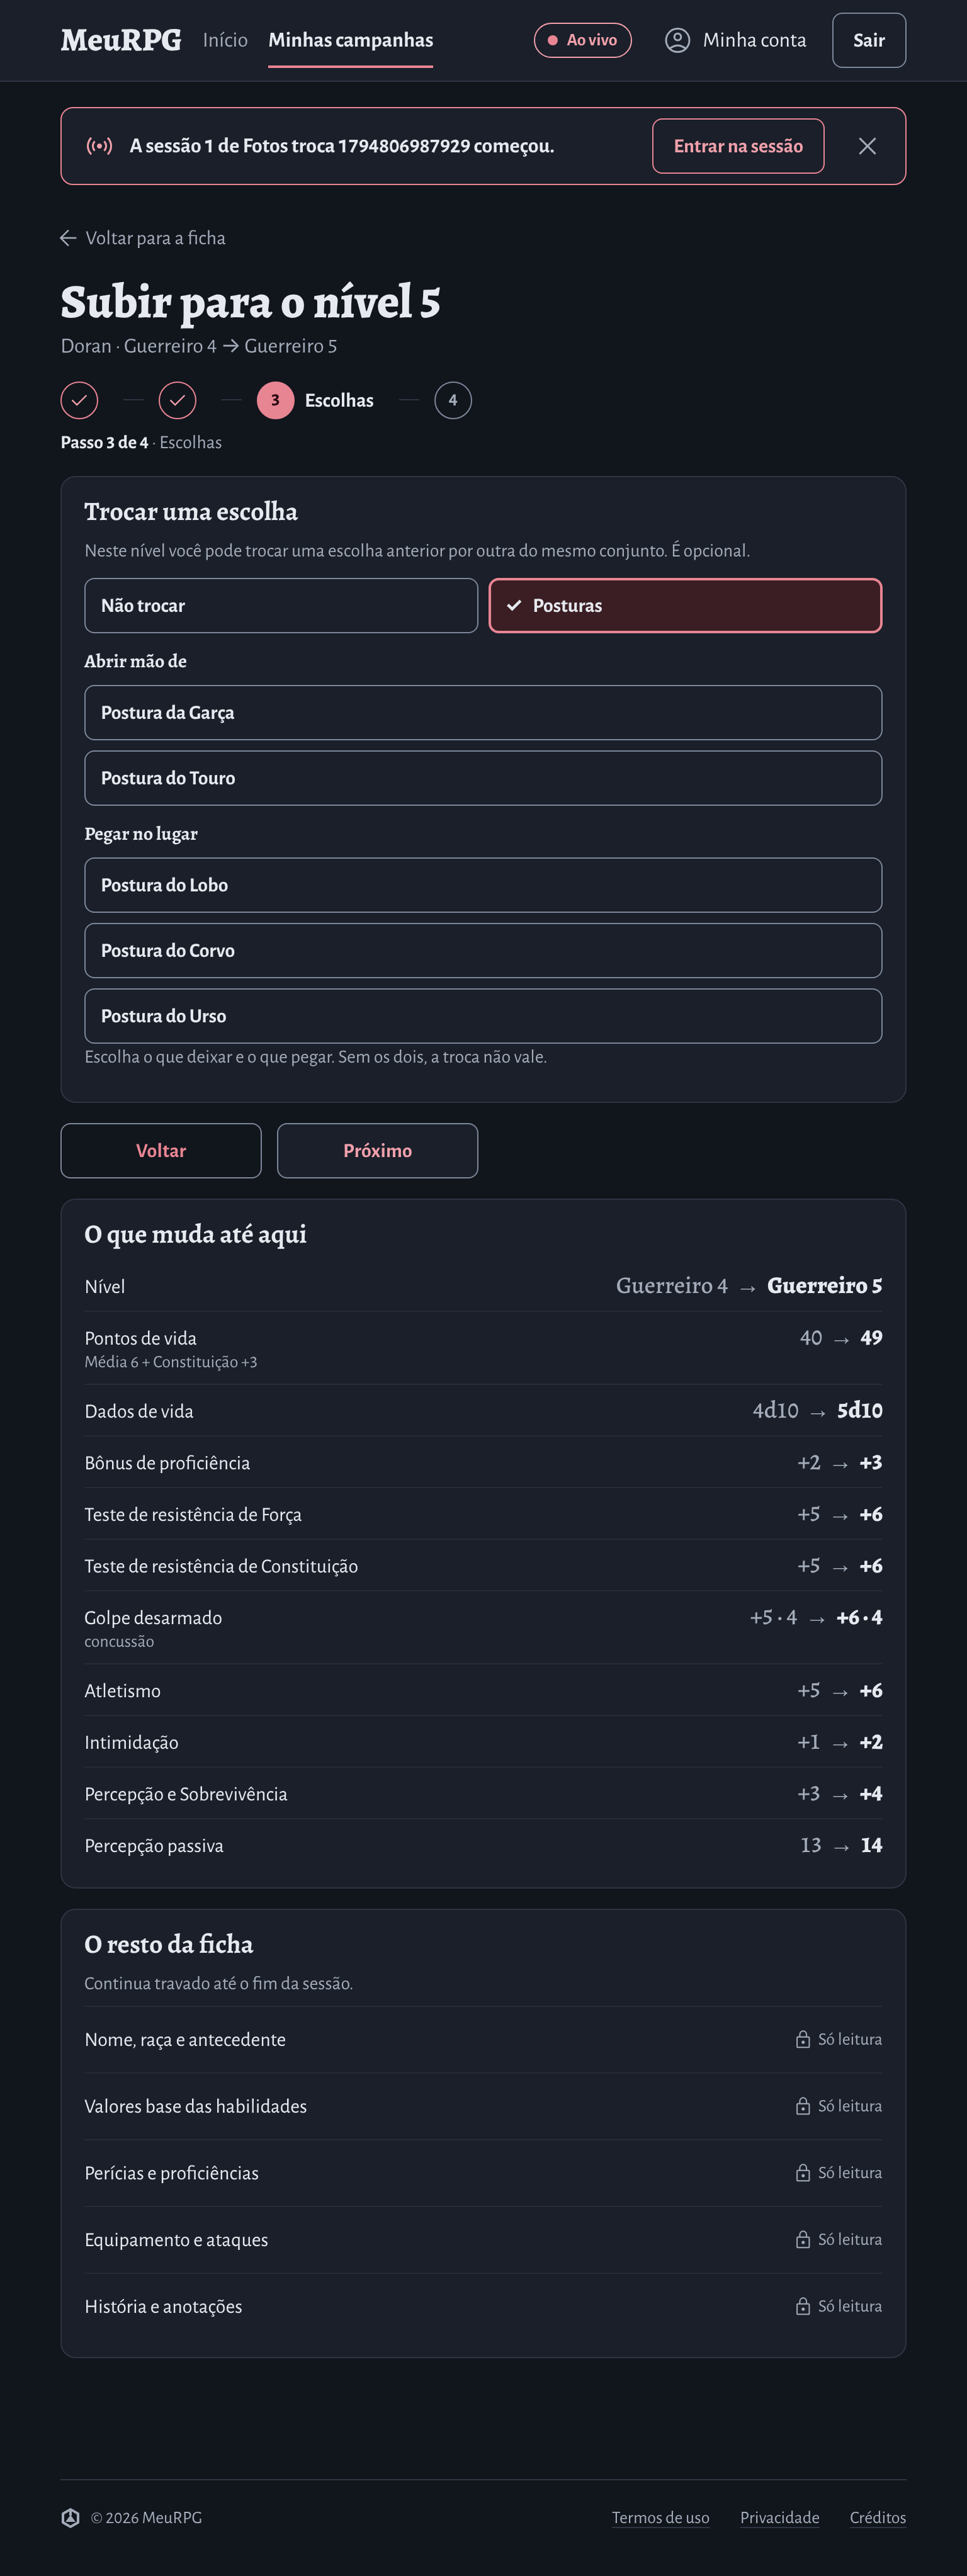 MeuRPG Início Minhas campanhas Ao vivo Minha conta Sair
A sessão 1 de Fotos troca 1794806987929 começou. Entrar na sessão
Voltar para a ficha
Subir para o nível 5
Doran · Guerreiro 4 → Guerreiro 5
3 Escolhas 4
Passo 3 de 4 · Escolhas
Trocar uma escolha
Neste nível você pode trocar uma escolha anterior por outra do mesmo conjunto. É opcional.
Não trocar Posturas
Abrir mão de
Postura da Garça
Postura do Touro
Pegar no lugar
Postura do Lobo
Postura do Corvo
Postura do Urso
Escolha o que deixar e o que pegar. Sem os dois, a troca não vale.
Voltar Próximo
O que muda até aqui
Nível Guerreiro 4 → Guerreiro 5
Pontos de vida 40 → 49
Média 6 + Constituição +3
Dados de vida 4d10 → 5d10
Bônus de proficiência +2 → +3
Teste de resistência de Força +5 → +6
Teste de resistência de Constituição +5 → +6
Golpe desarmado +5 · 4 → +6 · 4
concussão
Atletismo +5 → +6
Intimidação +1 → +2
Percepção e Sobrevivência +3 → +4
Percepção passiva 13 → 14
O resto da ficha
Continua travado até o fim da sessão.
Nome, raça e antecedente Só leitura
Valores base das habilidades Só leitura
Perícias e proficiências Só leitura
Equipamento e ataques Só leitura
História e anotações Só leitura
© 2026 MeuRPG Termos de uso Privacidade Créditos